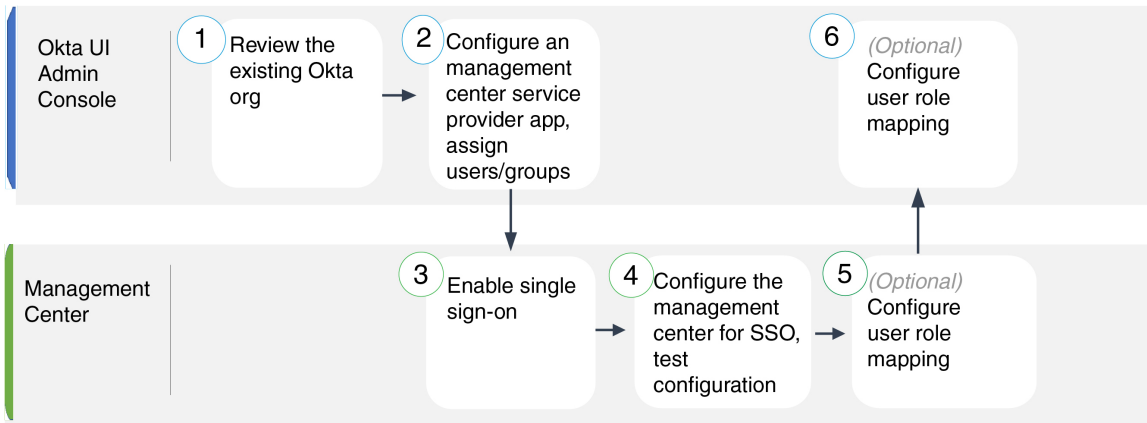 Okta UI
Admin
Console
1
Review the
existing Okta
org
2
Configure an
management
center service
provider app,
assign
users/groups
6
(Optional)
Configure
user role
mapping
Management
Center
3
Enable single
sign-on
4
Configure the
management
center for SSO,
test
configuration
5
(Optional)
Configure
user role
mapping